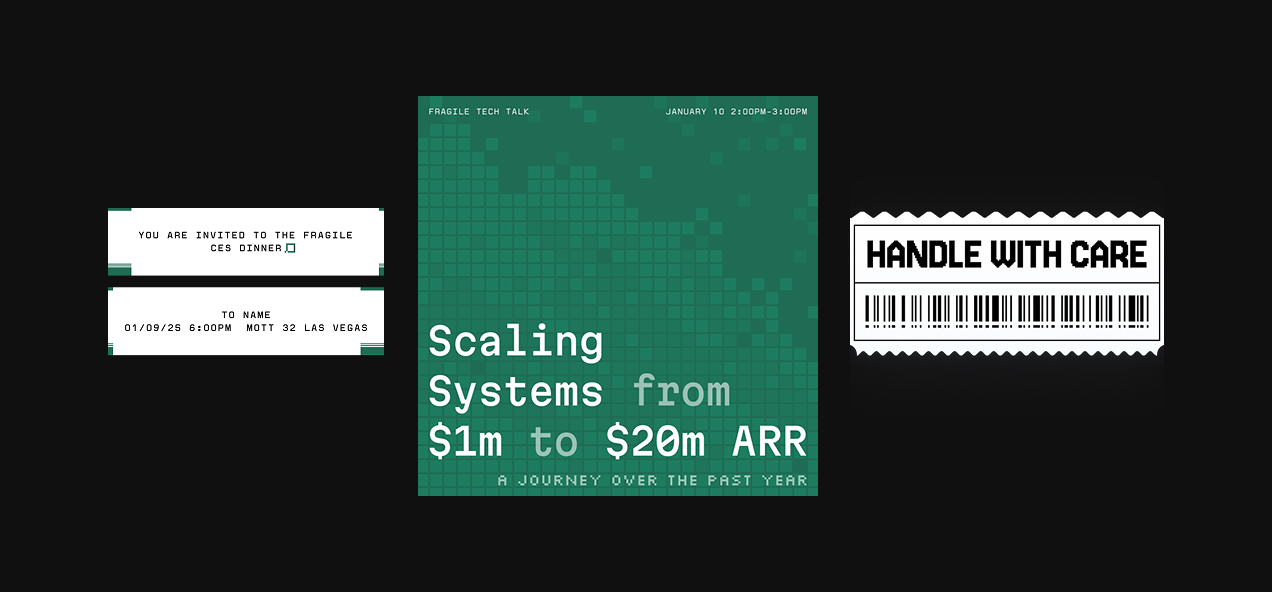 YOU ARE INVITED TO THE FRAGILE
CES DINNER
TO NAME
01/09/25 6:00PM MOTT 32 LAS VEGAS
FRAGILE TECH TALK
JANUARY 10 2:00PM-3:00PM
Scaling
Systems from
$1m to $20m ARR
A JOURNEY OVER THE PAST YEAR
HANDLE WITH CARE